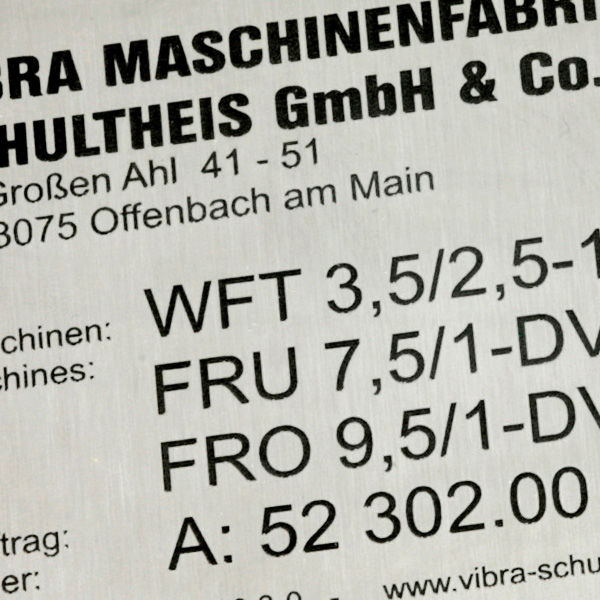 BRA MASCHINENFABRI
HULTHEIS GmbH & Co.
Großen Ahl 41 - 51
3075 Offenbach am Main
chinen: WFT 3,5/2,5-1
chines: FRU 7,5/1-DV
FRO 9,5/1-DV
trag: A: 52 302.00
er:
www.vibra-schu